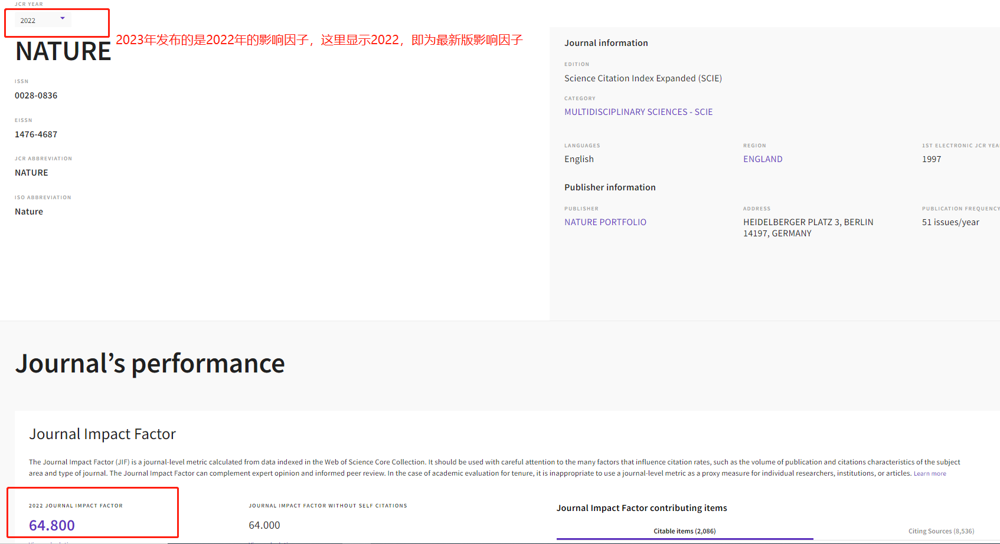 JCR YEAR
2022
2023年发布的是2022年的影响因子，这里显示2022，即为最新版影响因子
NATURE
ISSN
0028-0836
EISSN
1476-4687
JCR ABBREVIATION
NATURE
ISO ABBREVIATION
Nature
Journal information
EDITION
Science Citation Index Expanded (SCIE)
CATEGORY
MULTIDISCIPLINARY SCIENCES - SCIE
LANGUAGES
English
REGION
ENGLAND
1ST ELECTRONIC JCR YEA
1997
Publisher information
PUBLISHER
NATURE PORTFOLIO
ADDRESS
HEIDELBERGER PLATZ 3, BERLIN
14197, GERMANY
PUBLICATION FREQUENCY
51 issues/year
Journal's performance
Journal Impact Factor
The Journal Impact Factor (JIF) is a journal-level metric calculated from data indexed in the Web of Science Core Collection. It should be used with careful attention to the many factors that influence citation rates, such as the volume of publication and citations characteristics of the subject
area and type of journal. The Journal Impact Factor can complement expert opinion and informed peer review. In the case of academic evaluation for tenure, it is inappropriate to use a journal-level metric as a proxy measure for individual researchers, institutions, or articles. Learn more
2022 JOURNAL IMPACT FACTOR
64.800
JOURNAL IMPACT FACTOR WITHOUT SELF CITATIONS
64.000
Journal Impact Factor contributing items
Citable items (2,086)
Citing Sources (8,536)